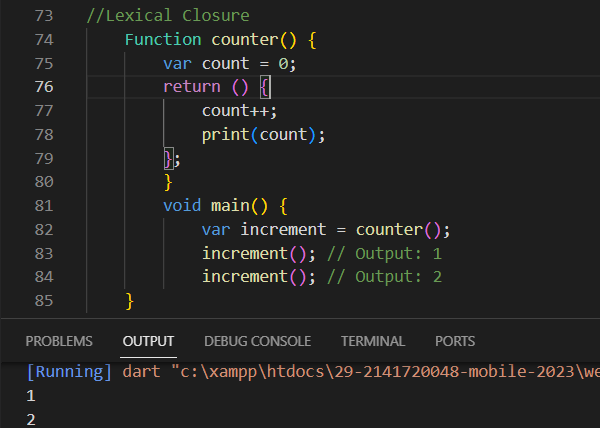 73 //Lexical Closure
74 Function counter() {
75 var count = 0;
76 return () {
77 count++;
78 print(count);
79 };
80 }
81 void main() {
82 var increment = counter();
83 increment(); // Output: 1
84 increment(); // Output: 2
85 }
PROBLEMS OUTPUT DEBUG CONSOLE TERMINAL PORTS
[Running] dart "c:\xampp\htdocs\29-2141720048-mobile-2023\we
1
2